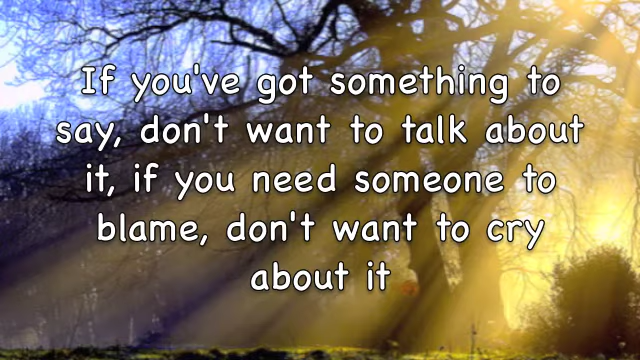 If you've got something to
say, don't want to talk about
it, if you need someone to
blame, don't want to cry
about it